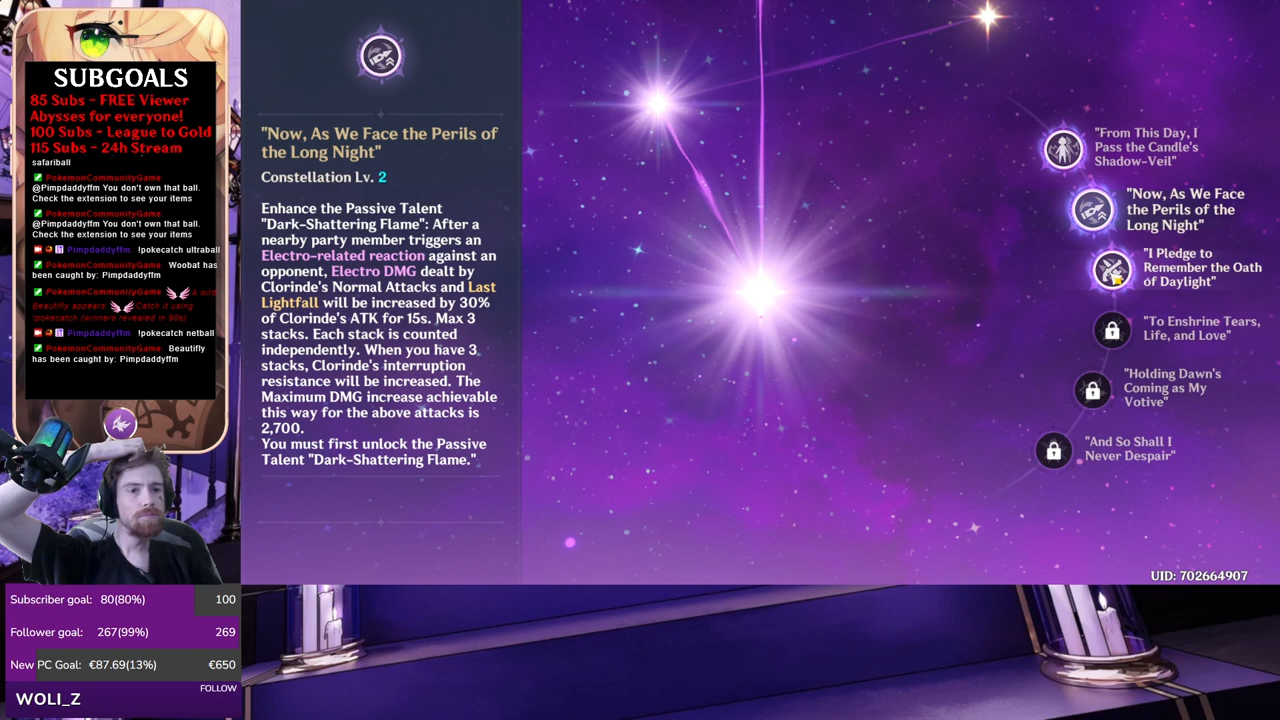 SUBGOALS
85 Subs - FREE Viewer
Abysses for everyone!
100 Subs - League to Gold
115 Subs - 24h Stream
safariball
PokemonCommunityGame
@Pimpdaddyffm You don't own that ball.
Check the extension to see your items
PokemonCommunityGame
@Pimpdaddyffm You don't own that ball.
Check the extension to see your items
Pimpdaddyffm !pokecatch ultraball
PokemonCommunityGame Woobat has
been caught by: Pimpdaddyffm
PokemonCommunityGame A wild
Beautifly appears Catch it using
!pokecatch (winners revealed in 90s)
Pimpdaddyffm !pokecatch netball
PokemonCommunityGame Beautifly
has been caught by: Pimpdaddyffm
Subscriber goal: 80(80%) 100
Follower goal: 267(99%) 269
New PC Goal: €87.69(13%) €650
FOLLOW
WOLI_Z
"Now, As We Face the Perils of
the Long Night"
Constellation Lv. 2
Enhance the Passive Talent
"Dark-Shattering Flame": After a
nearby party member triggers an
Electro-related reaction against an
opponent, Electro DMG dealt by
Clorinde's Normal Attacks and Last
Lightfall will be increased by 30%
of Clorinde's ATK for 15s. Max 3
stacks. Each stack is counted
independently. When you have 3
stacks, Clorinde's interruption
resistance will be increased. The
Maximum DMG increase achievable
this way for the above attacks is
2,700.
You must first unlock the Passive
Talent "Dark-Shattering Flame."
"From This Day, I
Pass the Candle's
Shadow-Veil"
"Now, As We Face
the Perils of the
Long Night"
"I Pledge to
Remember the Oath
of Daylight"
"To Enshrine Tears,
Life, and Love"
"Holding Dawn's
Coming as My
Votive"
"And So Shall I
Never Despair"
UID: 702664907